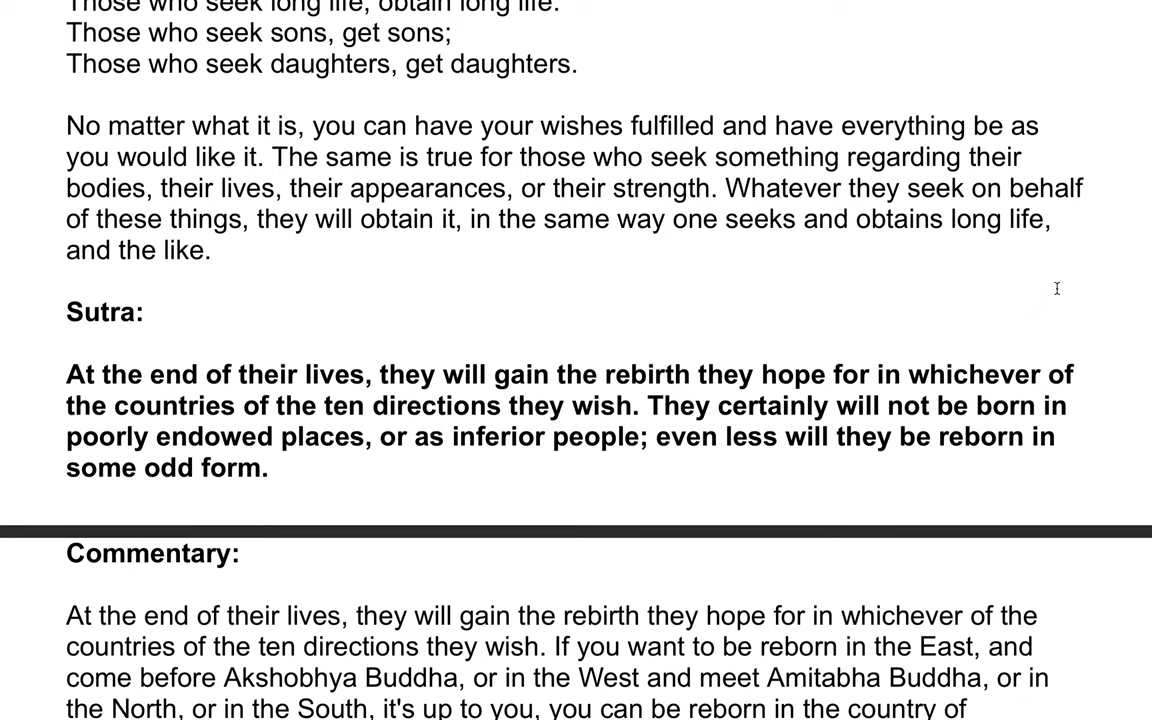 Those who seek long life, obtain long life.
Those who seek sons, get sons;
Those who seek daughters, get daughters.
No matter what it is, you can have your wishes fulfilled and have everything be as
you would like it. The same is true for those who seek something regarding their
bodies, their lives, their appearances, or their strength. Whatever they seek on behalf
of these things, they will obtain it, in the same way one seeks and obtains long life,
and the like.
Sutra:
At the end of their lives, they will gain the rebirth they hope for in whichever of
the countries of the ten directions they wish. They certainly will not be born in
poorly endowed places, or as inferior people; even less will they be reborn in
some odd form.
Commentary:
At the end of their lives, they will gain the rebirth they hope for in whichever of the
countries of the ten directions they wish. If you want to be reborn in the East, and
come before Akshobhya Buddha, or in the West and meet Amitabha Buddha, or in
the North, or in the South, it's up to you, you can be reborn in the country of